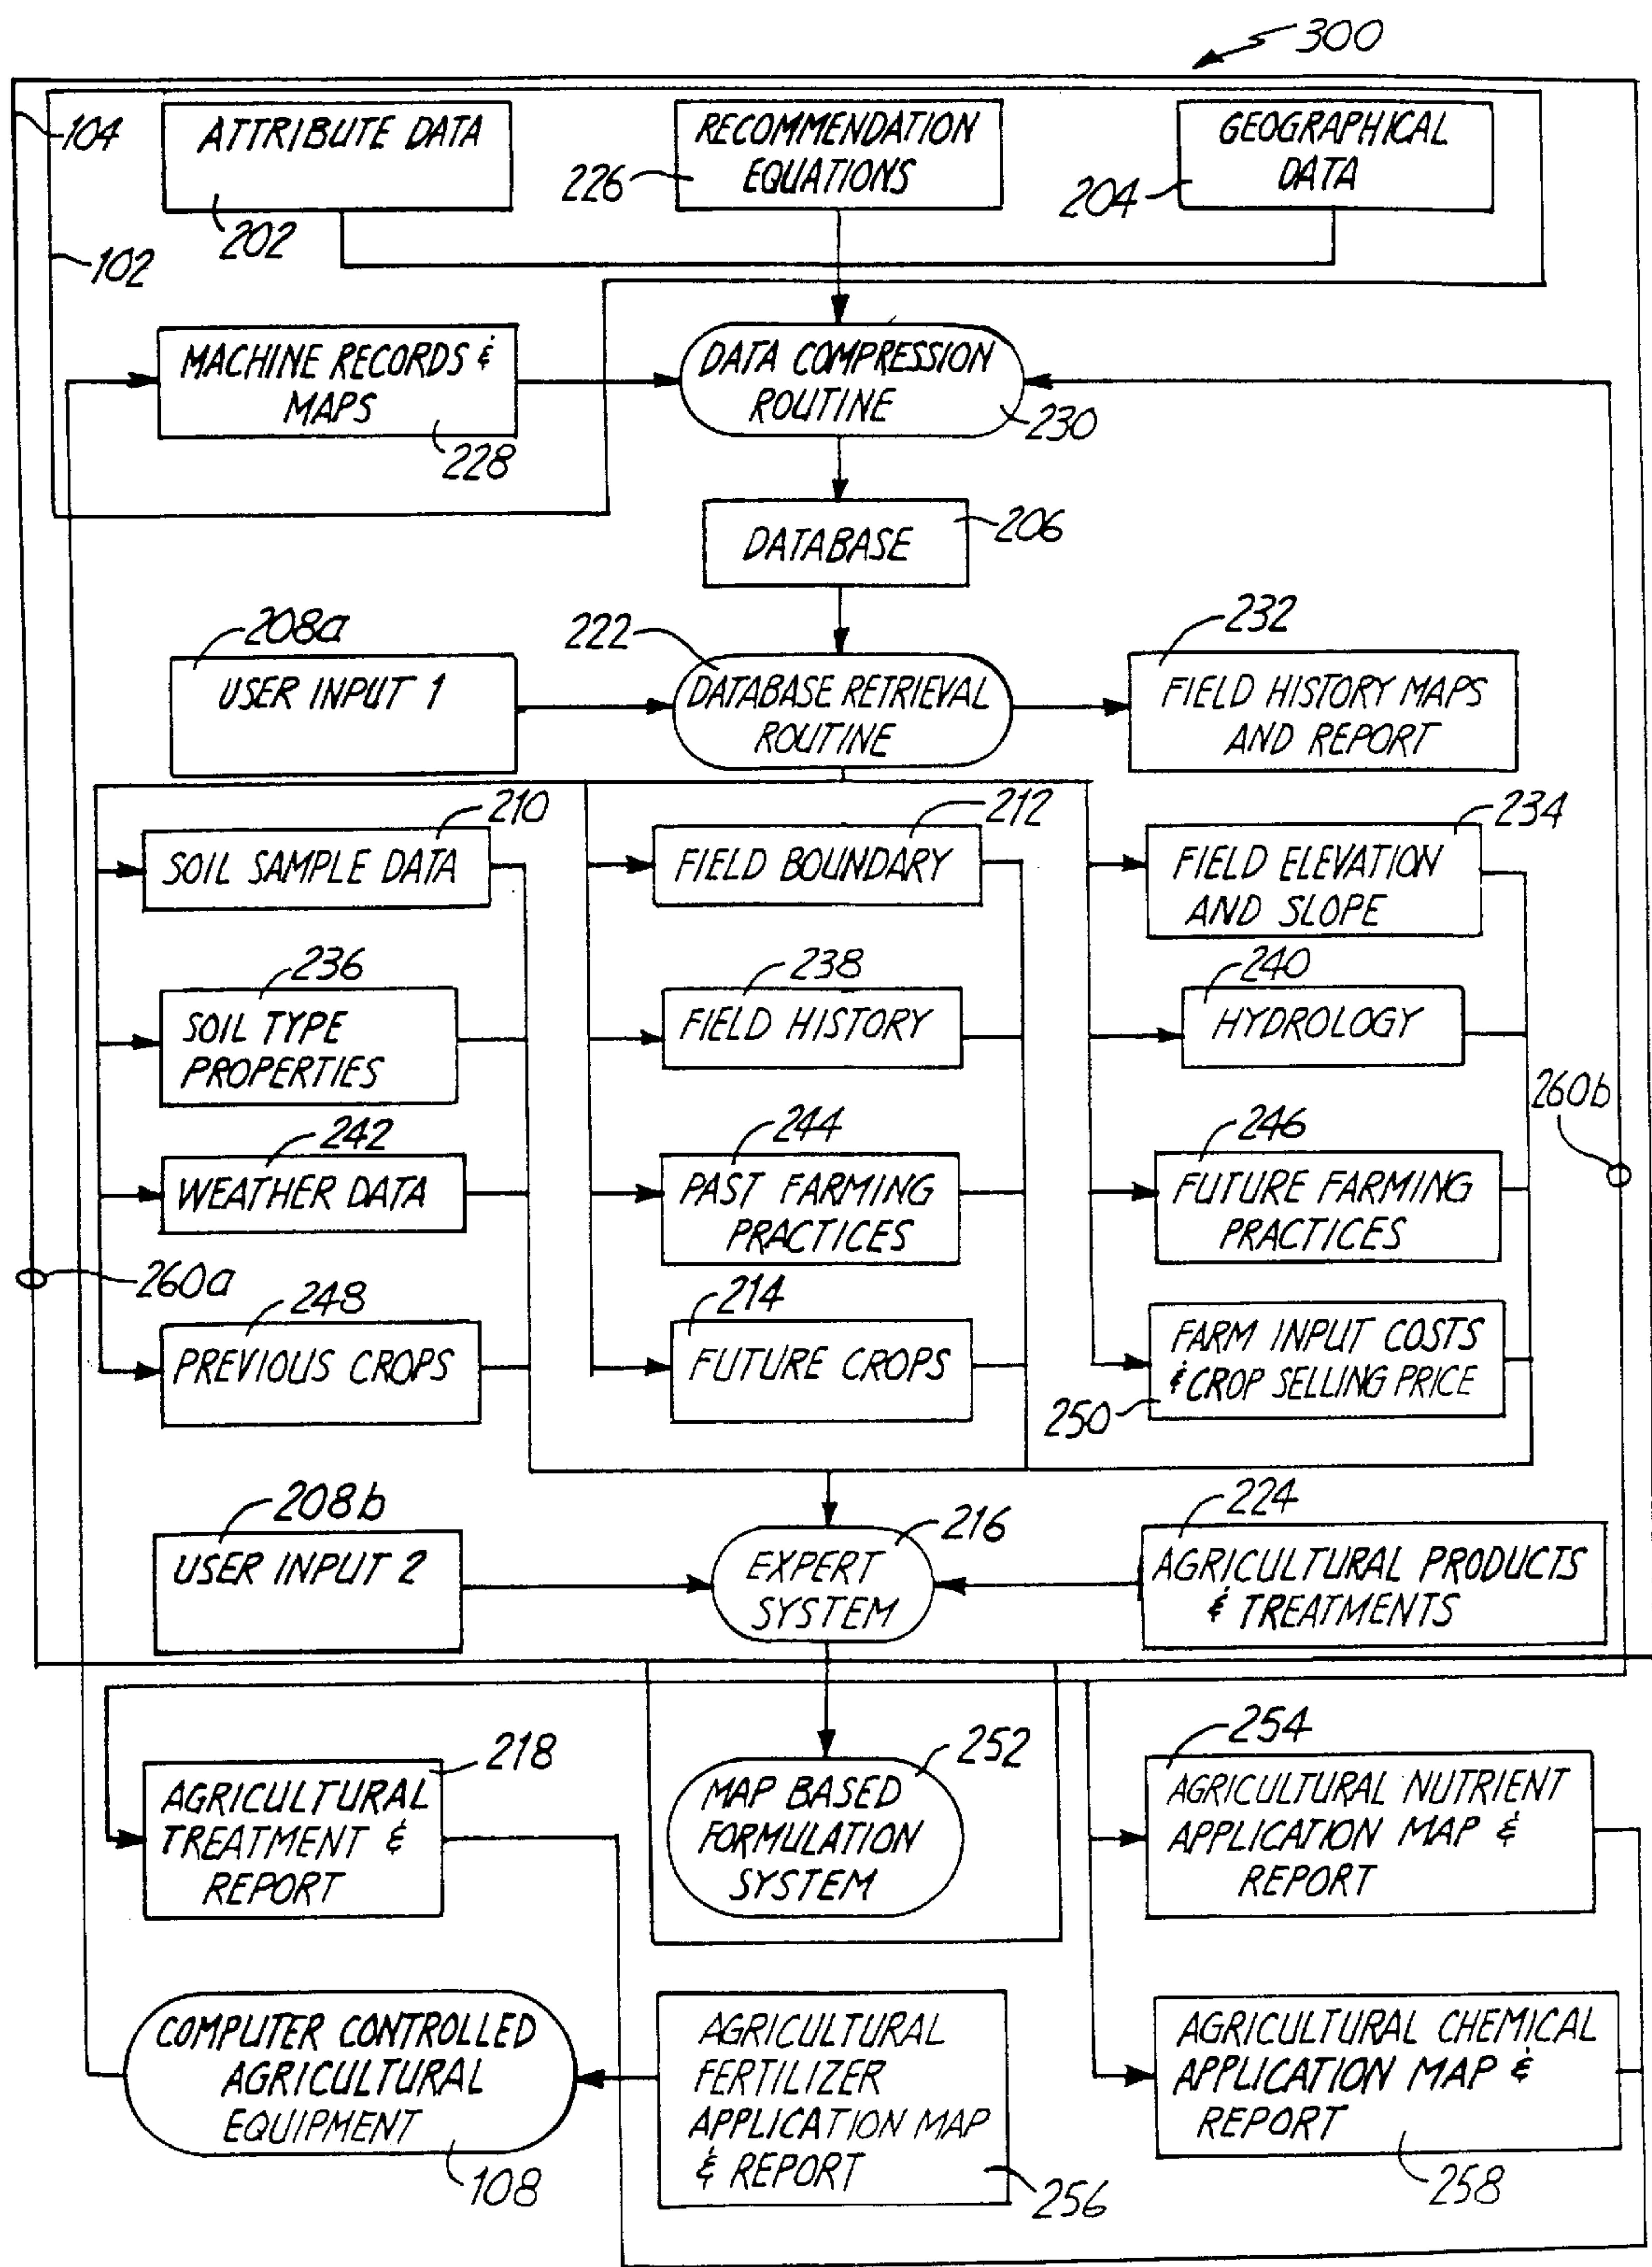 300
104
ATTRIBUTE DATA
202
RECOMMENDATION
EQUATIONS
226
GEOGRAPHICAL
DATA
204
102
MACHINE RECORDS &
MAPS
228
DATA COMPRESSION
ROUTINE
230
DATABASE
206
208a
USER INPUT 1
222
DATABASE RETRIEVAL
ROUTINE
232
FIELD HISTORY MAPS
AND REPORT
210
SOIL SAMPLE DATA
212
FIELD BOUNDARY
234
FIELD ELEVATION
AND SLOPE
236
SOIL TYPE
PROPERTIES
238
FIELD HISTORY
240
HYDROLOGY
260b
242
WEATHER DATA
244
PAST FARMING
PRACTICES
246
FUTURE FARMING
PRACTICES
260a
248
PREVIOUS CROPS
214
FUTURE CROPS
FARM INPUT COSTS
& CROP SELLING PRICE
250
208b
USER INPUT 2
216
EXPERT
SYSTEM
224
AGRICULTURAL PRODUCTS
& TREATMENTS
218
AGRICULTURAL
TREATMENT &
REPORT
252
MAP BASED
FORMULATION
SYSTEM
254
AGRICULTURAL NUTRIENT
APPLICATION MAP &
REPORT
COMPUTER CONTROLLED
AGRICULTURAL
EQUIPMENT
108
AGRICULTURAL
FERTILIZER
APPLICATION MAP
& REPORT
256
AGRICULTURAL CHEMICAL
APPLICATION MAP &
REPORT
258